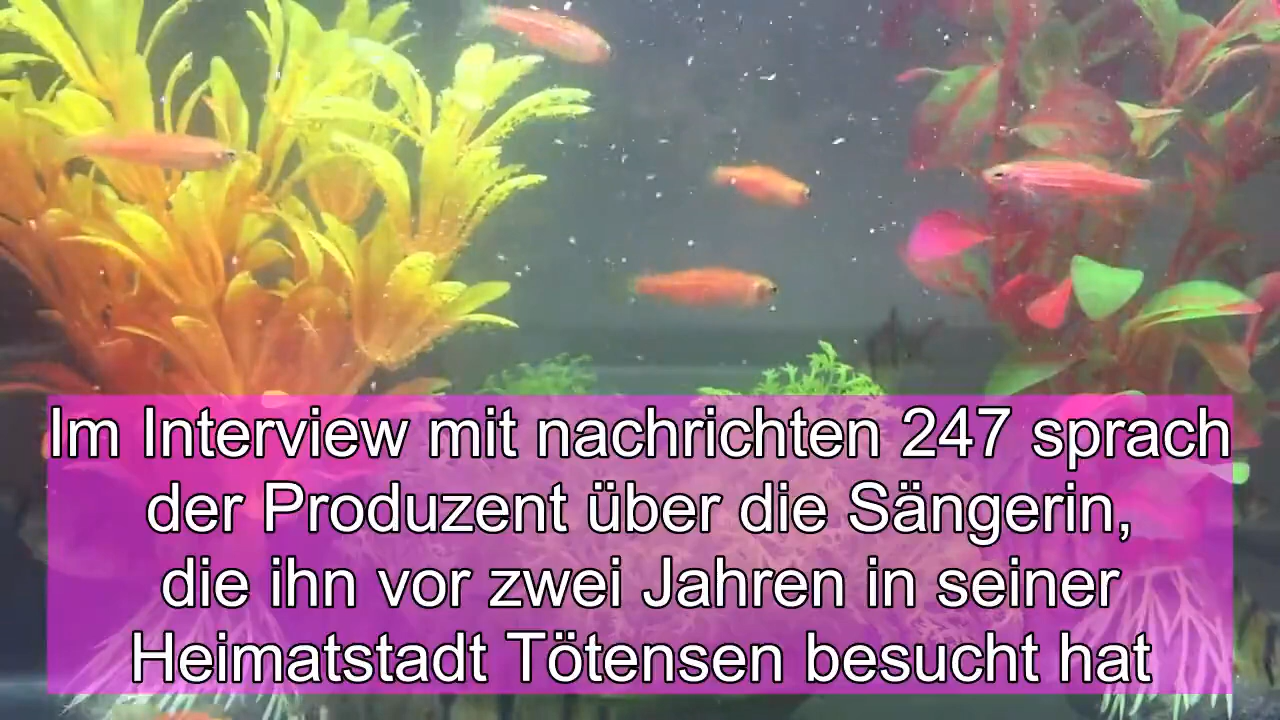 Im Interview mit nachrichten 247 sprach
der Produzent über die Sängerin,
die ihn vor zwei Jahren in seiner
Heimatstadt Tötensen besucht hat